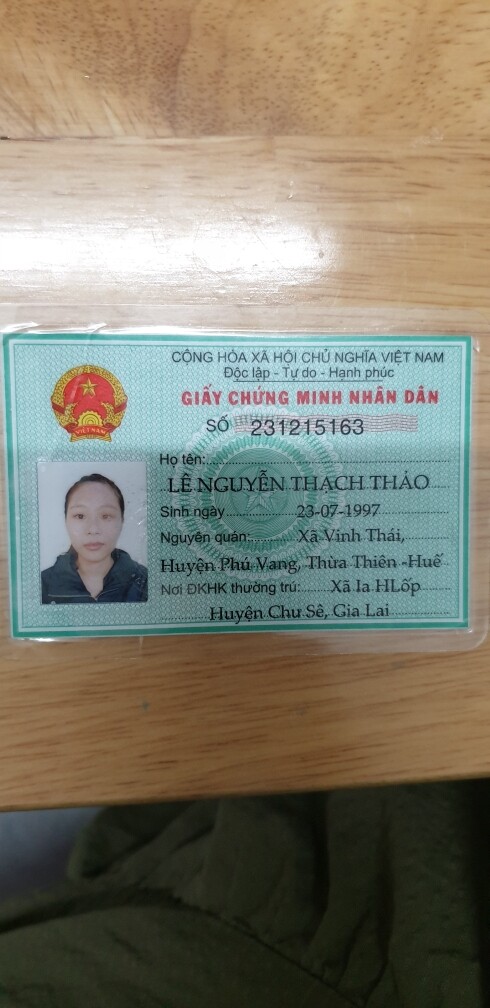 CỘNG HÒA XÃ HỘI CHỦ NGHĨA VIỆT NAM
Độc lập - Tự do - Hạnh phúc
GIẤY CHỨNG MINH NHÂN DÂN
SỐ 231215163
Họ tên:
LÊ NGUYỄN THẠCH THẢO
Sinh ngày 23-07-1997
Nguyên quán: Xã Vinh Thái,
Huyện Phú Vang, Thừa Thiên -Huế
Nơi ĐKHK thường trú: Xã Ia HLốp
Huyện Chư Sê, Gia Lai
VIỆT NAM